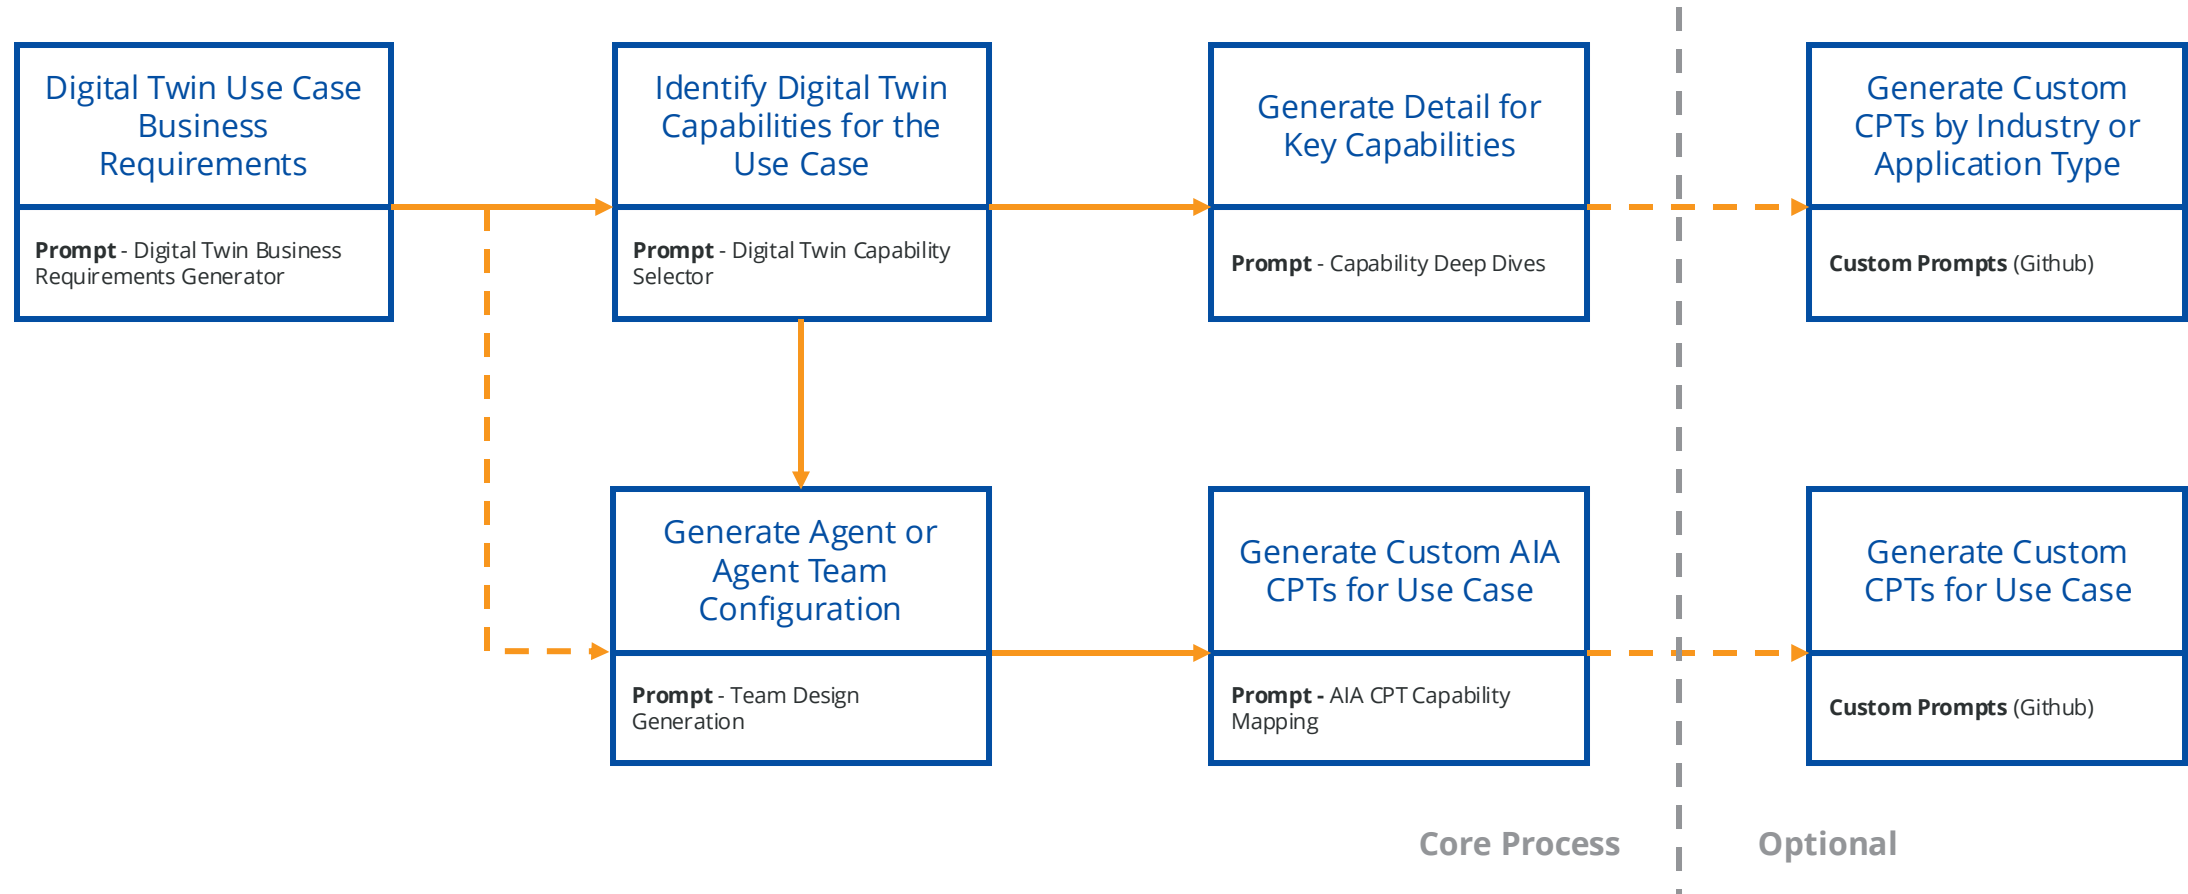 Digital Twin Use Case
Business
Requirements
Prompt - Digital Twin Business
Requirements Generator
Identify Digital Twin
Capabilities for the
Use Case
Prompt - Digital Twin Capability
Selector
Generate Detail for
Key Capabilities
Prompt - Capability Deep Dives
Generate Custom
CPTs by Industry or
Application Type
Custom Prompts (Github)
Generate Agent or
Agent Team
Configuration
Prompt - Team Design
Generation
Generate Custom AIA
CPTs for Use Case
Prompt - AIA CPT Capability
Mapping
Generate Custom
CPTs for Use Case
Custom Prompts (Github)
Core Process
Optional